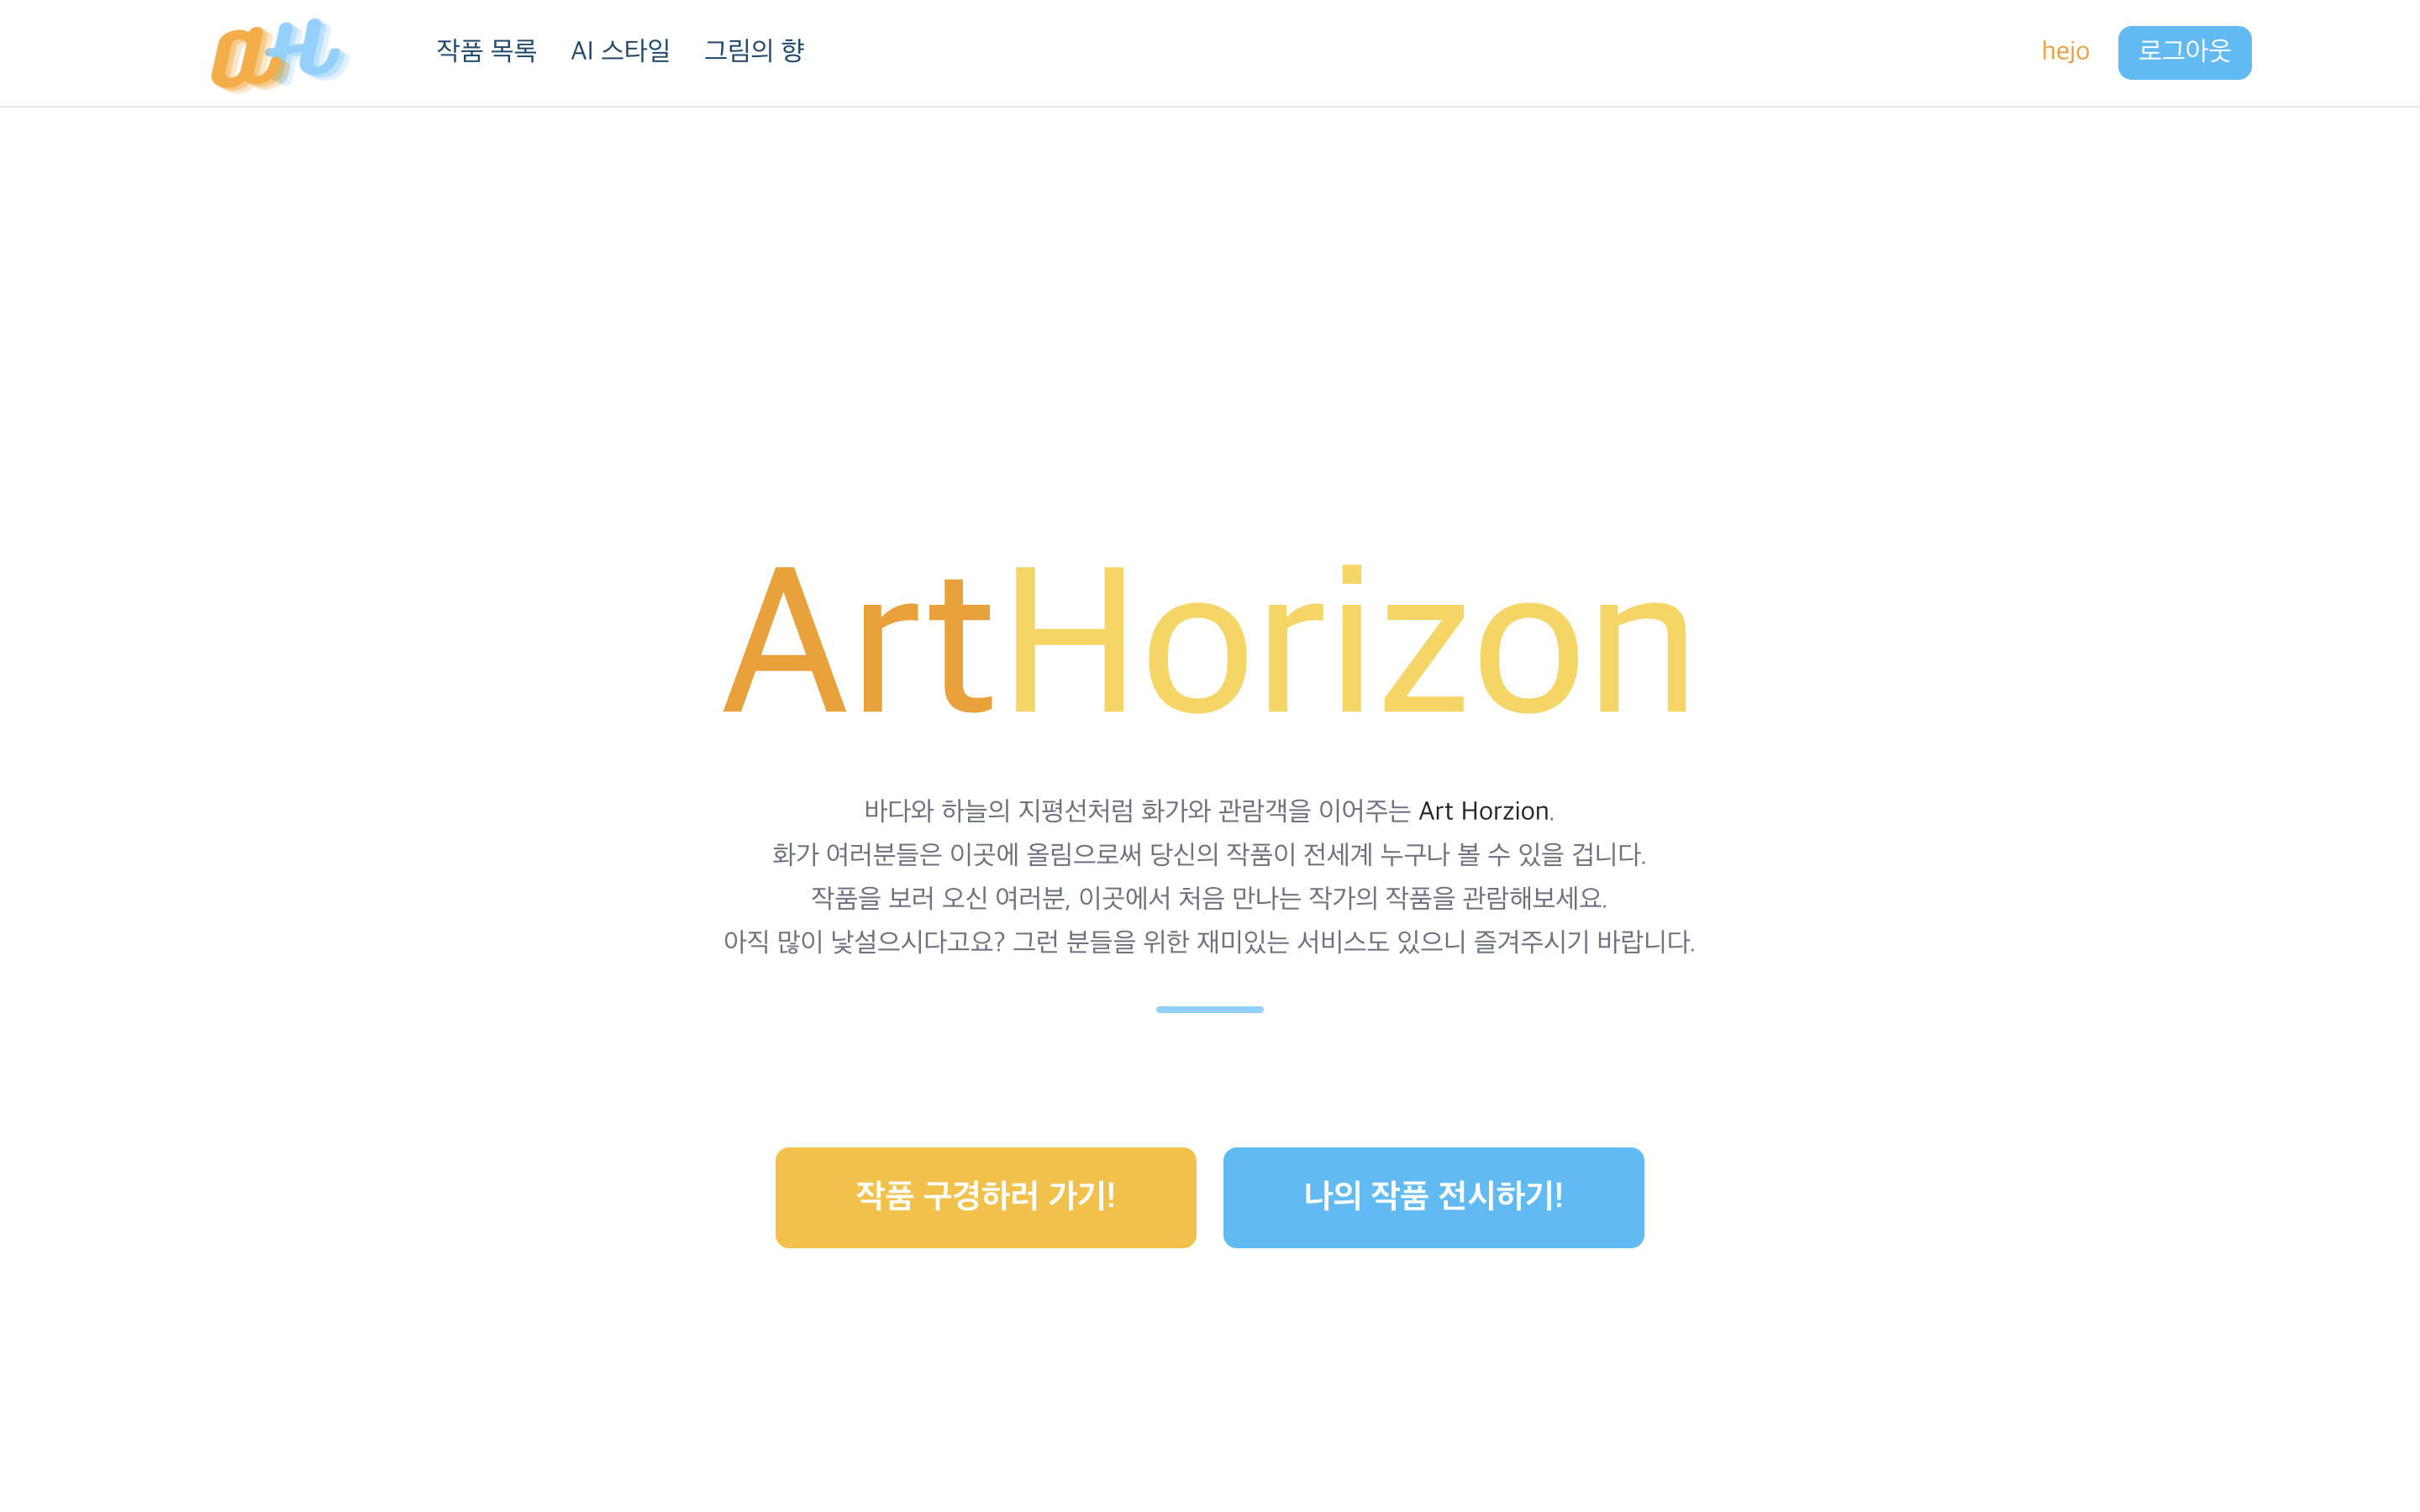 aH
작품 목록
AI 스타일
그림의 향
hejo
로그아웃
ArtHorizon
바다와 하늘의 지평선처럼 화가와 관람객을 이어주는 Art Horzion.
화가 여러분들은 이곳에 올림으로써 당신의 작품이 전세계 누구나 볼 수 있을 겁니다.
작품을 보러 오신 여러분, 이곳에서 처음 만나는 작가의 작품을 관람해보세요.
아직 많이 낯설으시다고요? 그런 분들을 위한 재미있는 서비스도 있으니 즐겨주시기 바랍니다.
작품 구경하러 가기!
나의 작품 전시하기!